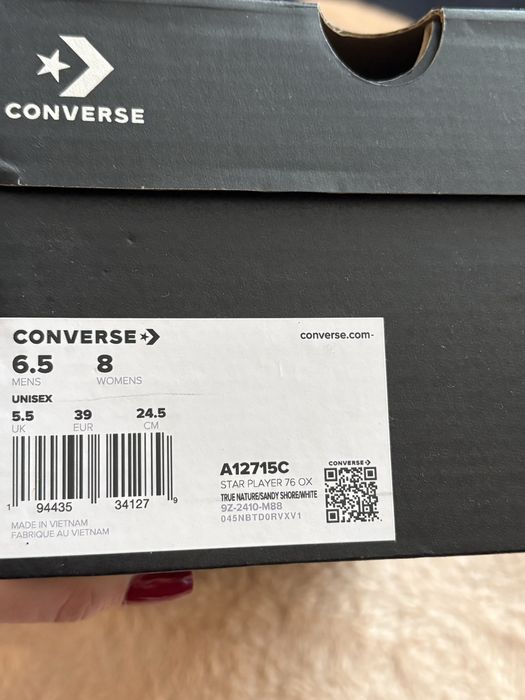 CONVERSE
CONVERSE
converse.com
6.5 8
MENS WOMENS
UNISEX
5.5 39 24.5
UK EUR CM
1 94435 34127 9
A12715C
STAR PLAYER 76 OX
TRUE NATURE/SANDY SHORE/WHITE
9Z-2410-M88
045NBTD0RVXV1
CONVERSE
MADE IN VIETNAM
FABRIQUE AU VIETNAM